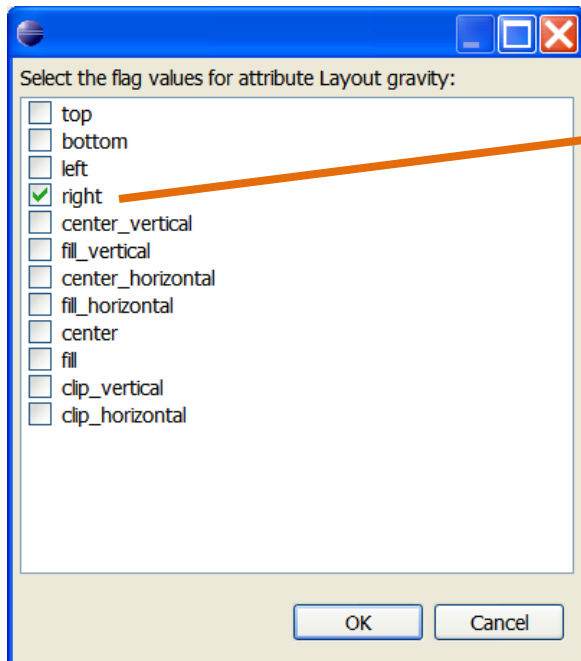 Select the flag values for attribute Layout gravity:
top
bottom
left
right
center_vertical
fill_vertical
center_horizontal
fill_horizontal
center
fill
clip_vertical
clip_horizontal
OK Cancel